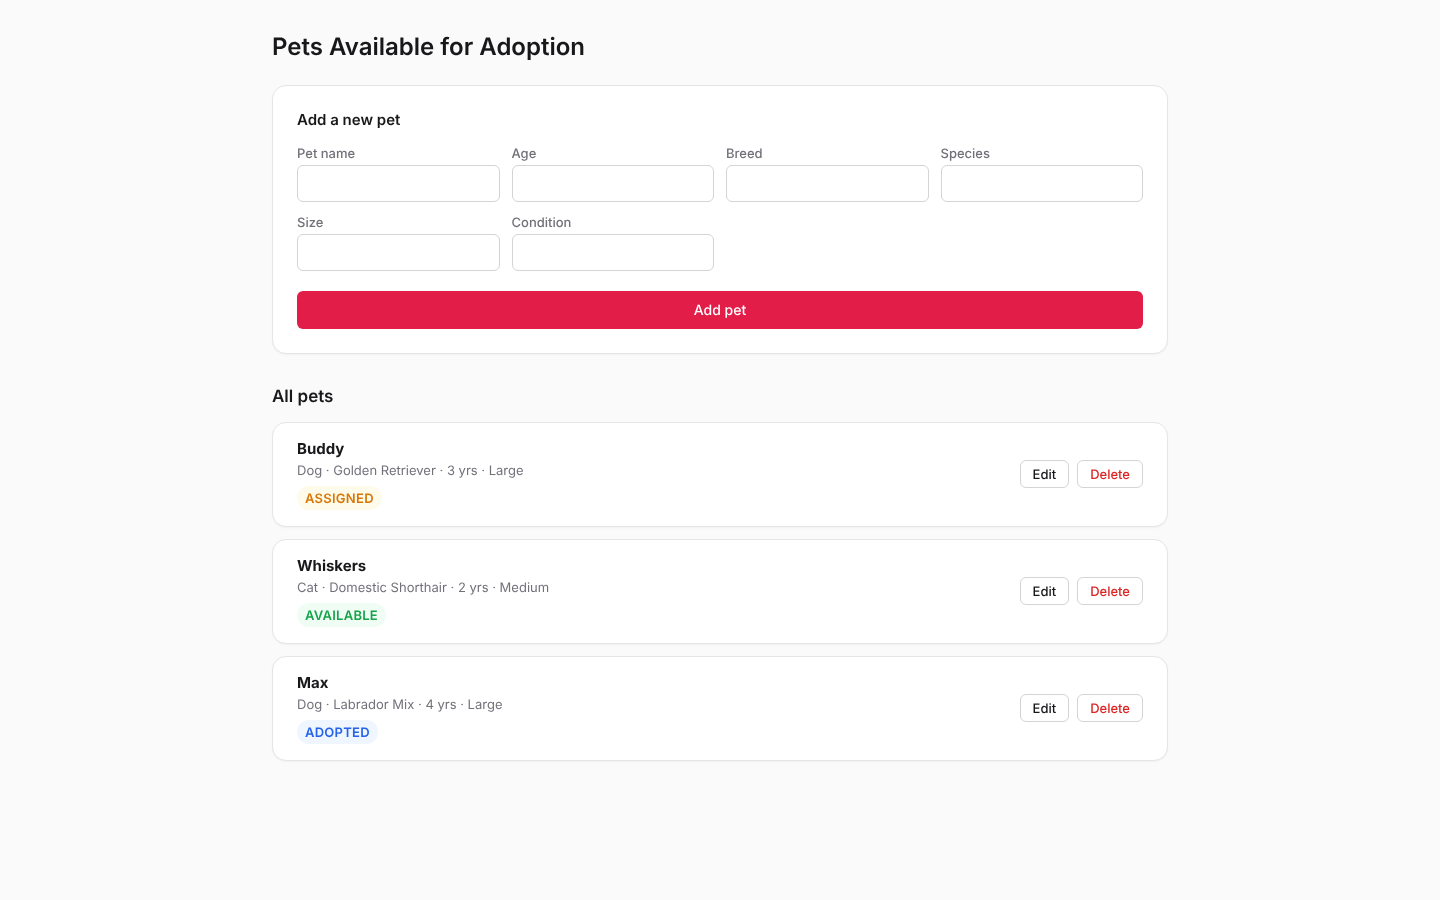 Pets Available for Adoption
Add a new pet
Pet name Age Breed Species
Size Condition
Add pet
All pets
Buddy
Dog · Golden Retriever · 3 yrs · Large
ASSIGNED
Edit Delete
Whiskers
Cat · Domestic Shorthair · 2 yrs · Medium
AVAILABLE
Edit Delete
Max
Dog · Labrador Mix · 4 yrs · Large
ADOPTED
Edit Delete